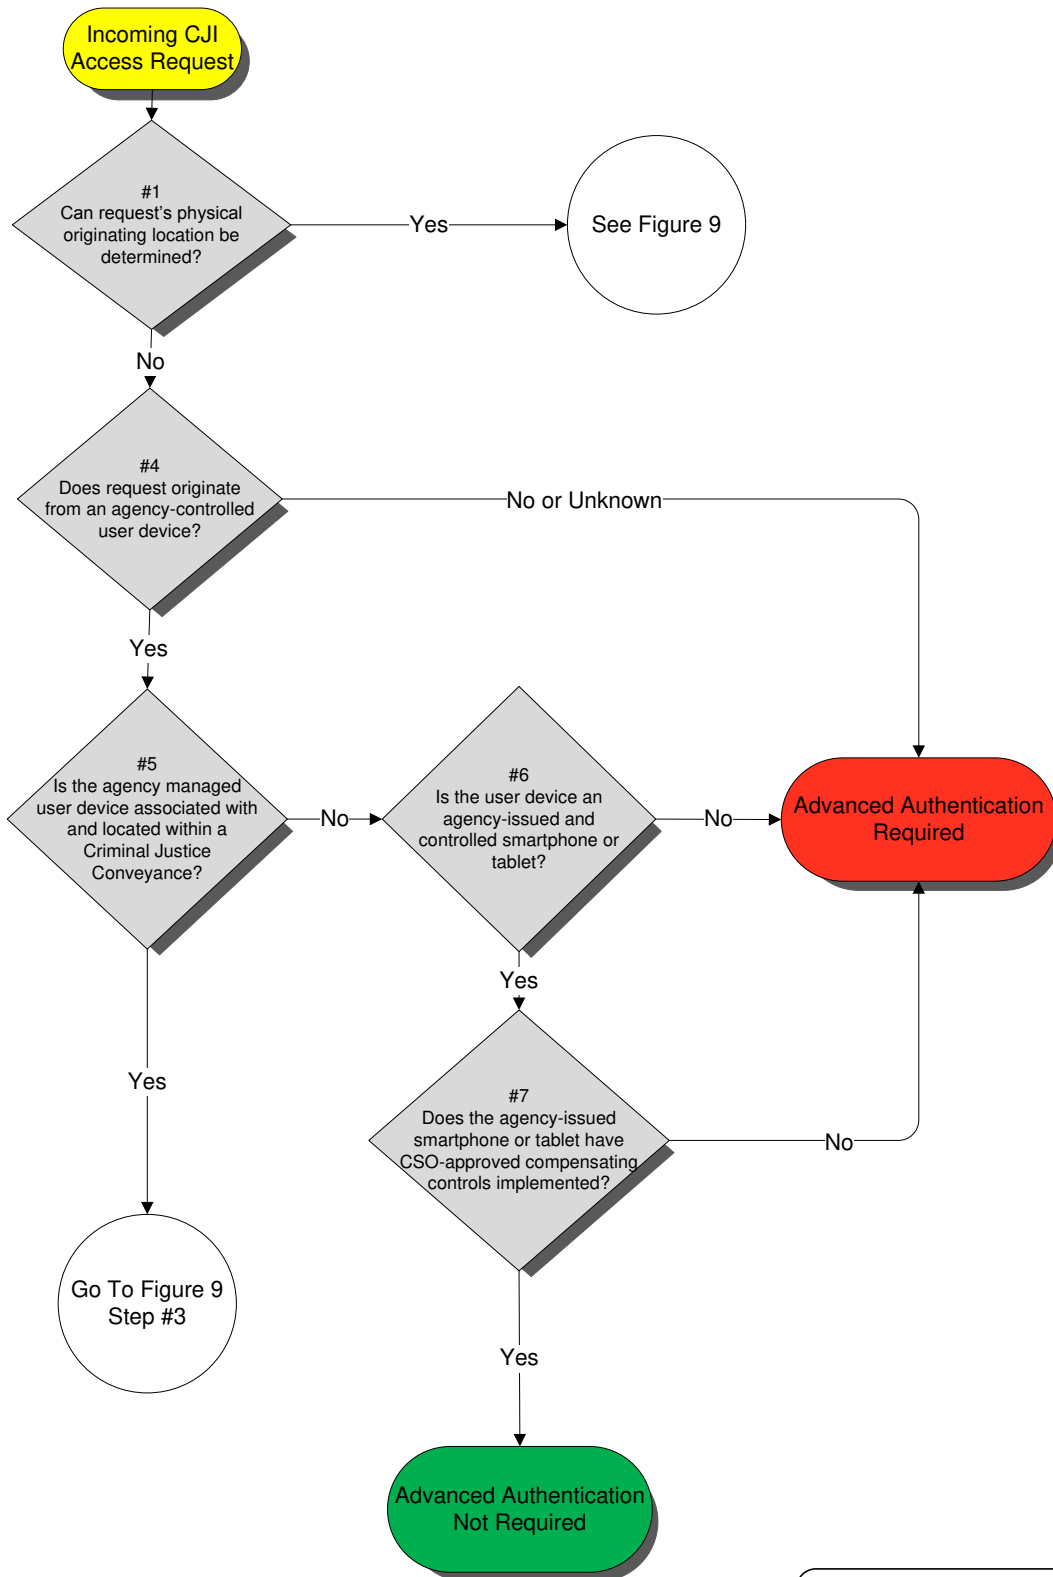 Incoming CJI
Access Request
#1
Can request's physical
originating location be
determined?
Yes
See Figure 9
No
#4
Does request originate
from an agency-controlled
user device?
No or Unknown
Yes
#5
Is the agency managed
user device associated with
and located within a
Criminal Justice
Conveyance?
No
#6
Is the user device an
agency-issued and
controlled smartphone or
tablet?
No
Advanced Authentication
Required
Yes
Yes
#7
Does the agency-issued
smartphone or tablet have
CSO-approved compensating
controls implemented?
No
Go To Figure 9
Step #3
Yes
Advanced Authentication
Not Required